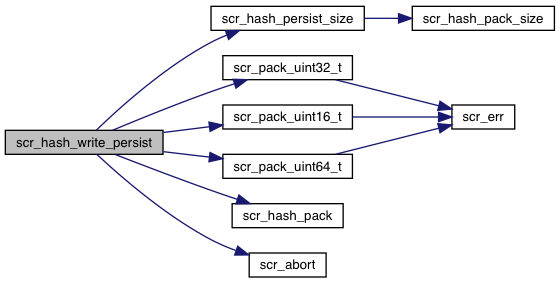 scr_hash_persist_size
scr_hash_pack_size
scr_pack_uint32_t
scr_pack_uint16_t
scr_err
scr_hash_write_persist
scr_pack_uint64_t
scr_hash_pack
scr_abort